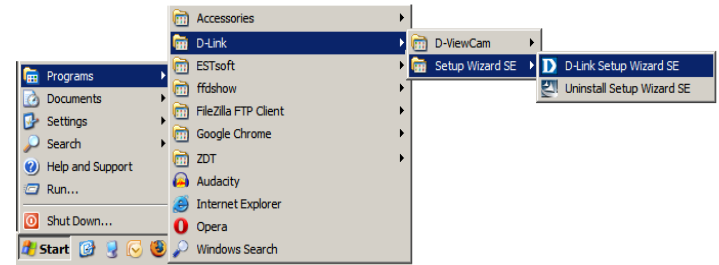 Programs
Documents
Settings
Search
Help and Support
Run...
Shut Down...
Start
Accessories
D-Link
ESTsoft
ffdshow
FileZilla FTP Client
Google Chrome
ZDT
Audacity
Internet Explorer
Opera
Windows Search
D-ViewCam
Setup Wizard SE
D-Link Setup Wizard SE
Uninstall Setup Wizard SE